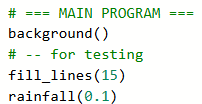 # === MAIN PROGRAM ===
background()
# -- for testing
fill_lines(15)
rainfall(0.1)